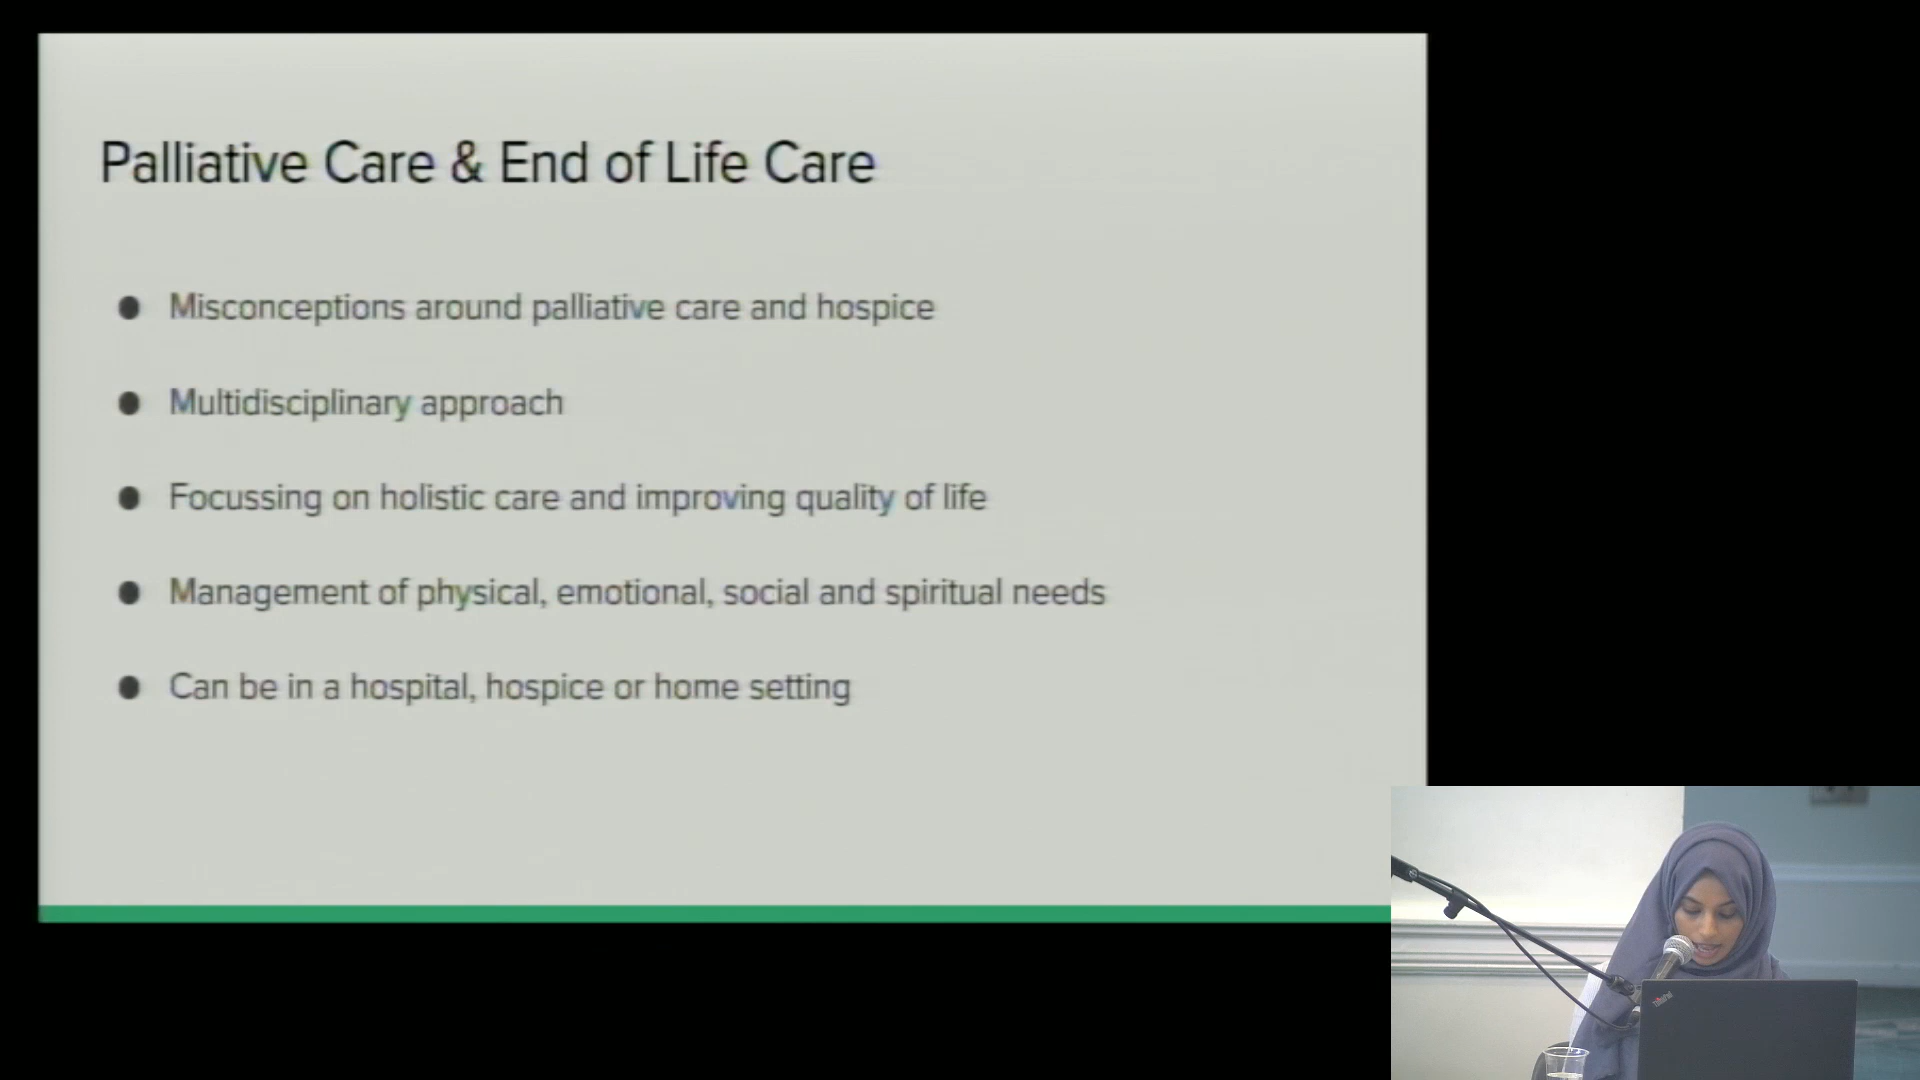 Palliative Care & End of Life Care
● Misconceptions around palliative care and hospice
● Multidisciplinary approach
● Focussing on holistic care and improving quality of life
● Management of physical, emotional, social and spiritual needs
● Can be in a hospital, hospice or home setting
ThinkPad